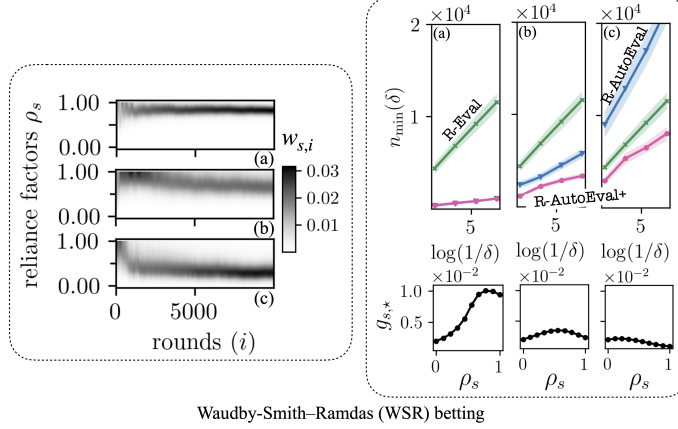 reliance factors ρ_s
1.00
0.00
(a)
1.00
0.00
(b)
1.00
0.00
(c)
0
5000
rounds (i)
w_{s,i}
0.03
0.02
0.01
×10^4
×10^4
×10^4
2
1
n_min(δ)
(a)
(b)
(c)
R-Eval
R-AutoEval
R-AutoEval+
5
5
5
log(1/δ)
log(1/δ)
log(1/δ)
×10^{−2}
×10^{−2}
×10^{−2}
g_{s,⋆}
1.0
0.5
0
1
0
1
0
1
ρ_s
ρ_s
ρ_s
Waudby-Smith–Ramdas (WSR) betting